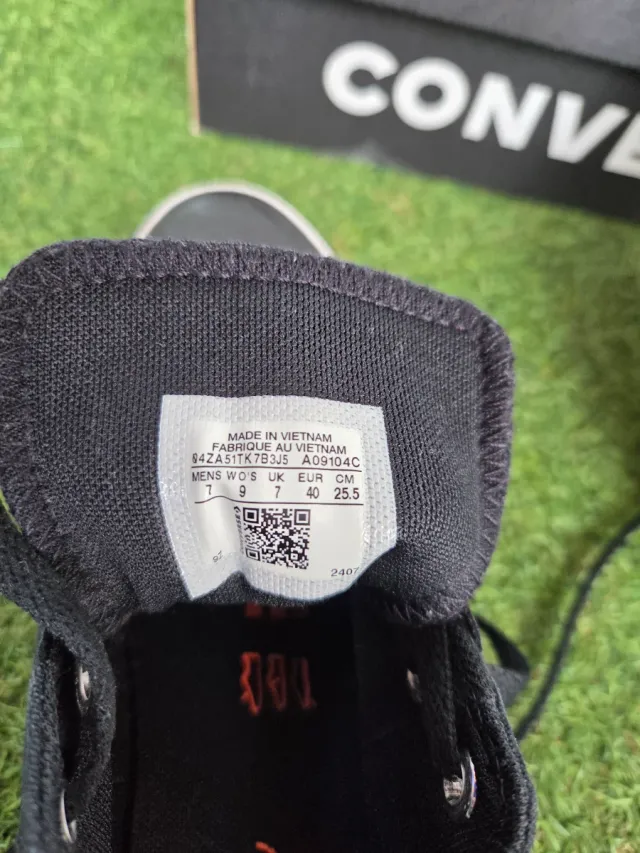 CONVE
MADE IN VIETNAM
FABRIQUE AU VIETNAM
04ZA51TK7B3J5 A09104C
MENS WO'S UK EUR CM
7 9 7 40 25.5
2407